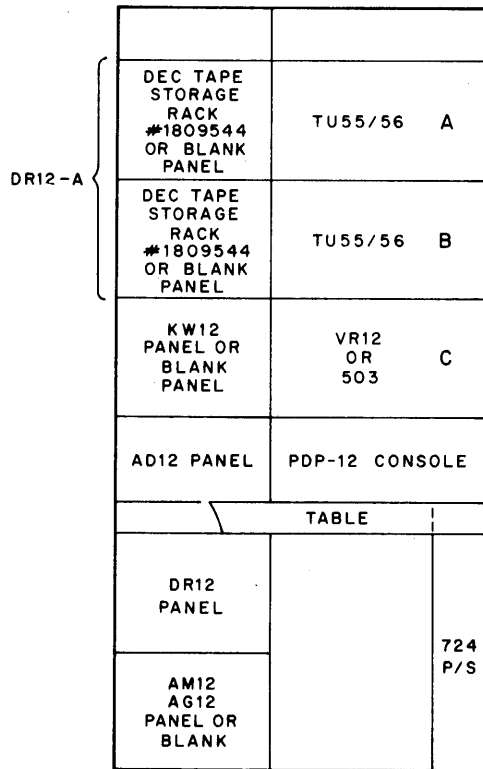 DEC TAPE
STORAGE
RACK
#1809544
OR BLANK
PANEL
TU55/56 A
DR12-A
DEC TAPE
STORAGE
RACK
#1809544
OR BLANK
PANEL
TU55/56 B
KW12
PANEL OR
BLANK
PANEL
VR12
OR
503
C
AD12 PANEL
PDP-12 CONSOLE
TABLE
DR12
PANEL
724
P/S
AM12
AG12
PANEL OR
BLANK